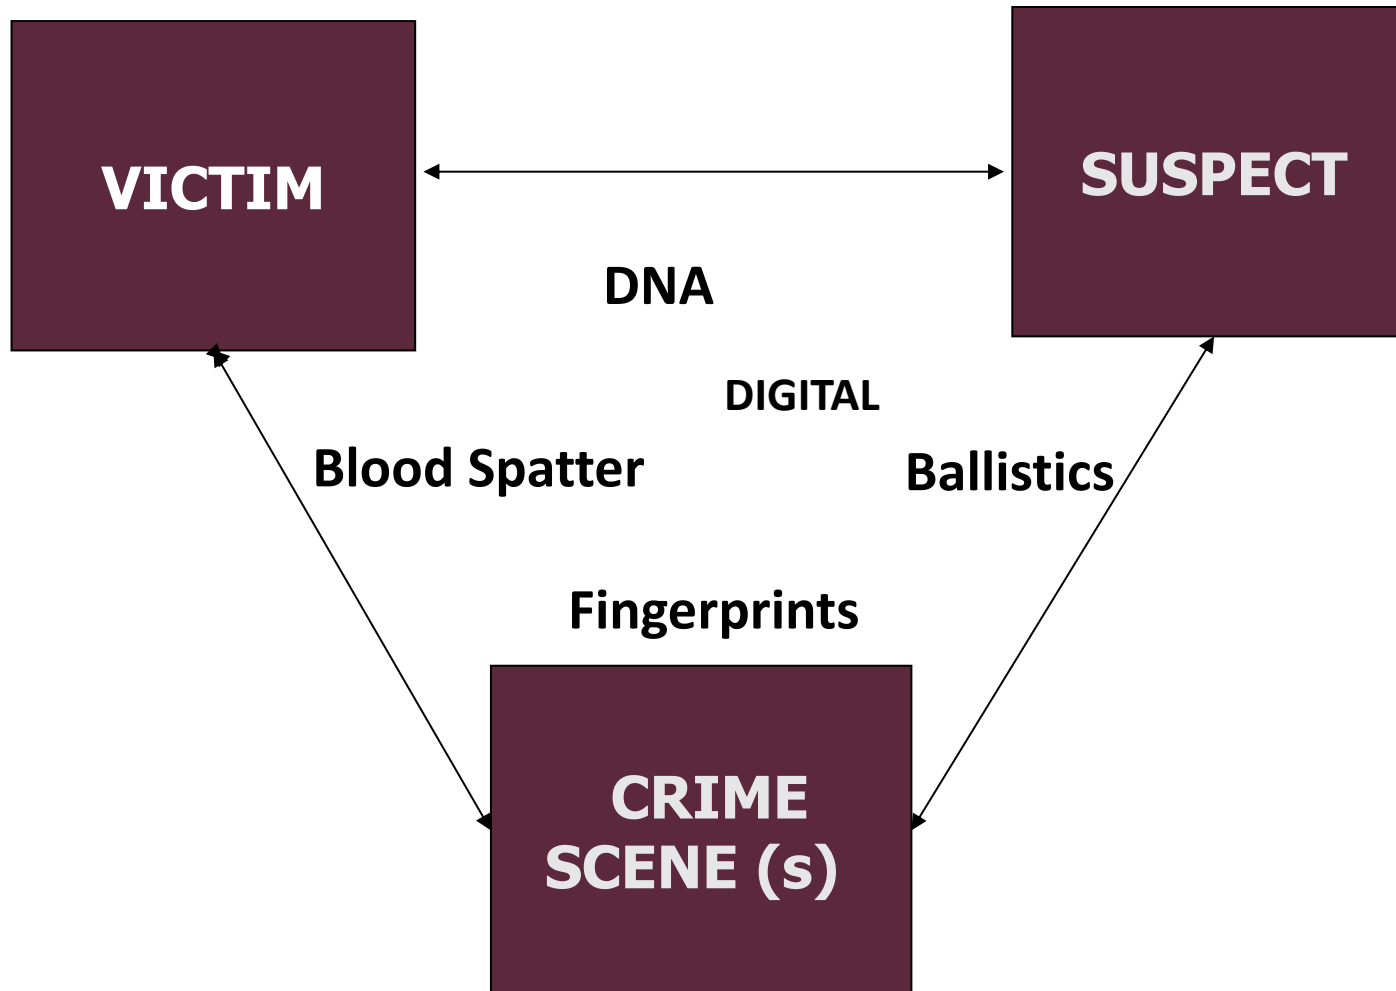 VICTIM
SUSPECT
DNA
DIGITAL
Blood Spatter
Ballistics
Fingerprints
CRIME
SCENE (s)